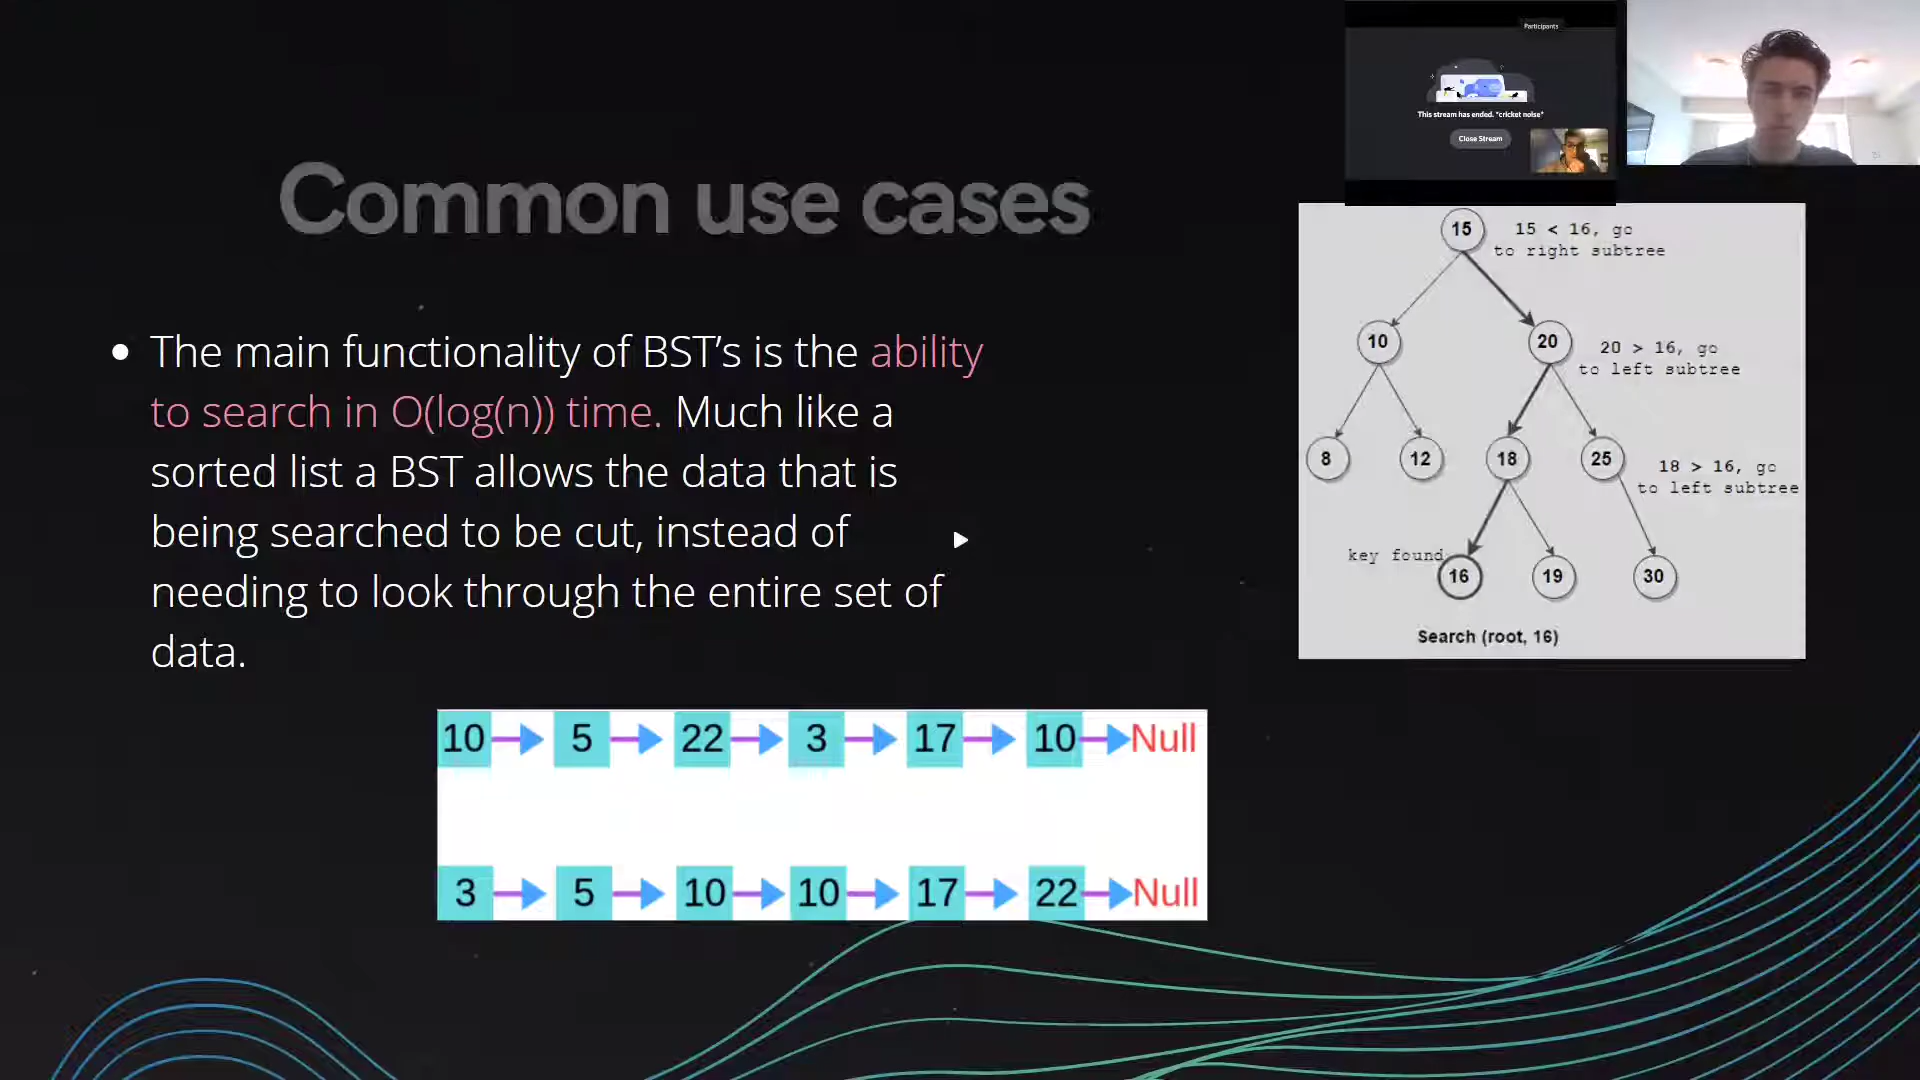 Participants
This stream has ended. *cricket noise*
Close Stream
Common use cases
The main functionality of BST’s is the ability
to search in O(log(n)) time. Much like a
sorted list a BST allows the data that is
being searched to be cut, instead of
needing to look through the entire set of
data.
15
15 < 16, go
to right subtree
10
20
20 > 16, go
to left subtree
8
12
18
25
18 > 16, go
to left subtree
key found
16
19
30
Search (root, 16)
10 5 22 3 17 10 Null
3 5 10 10 17 22 Null